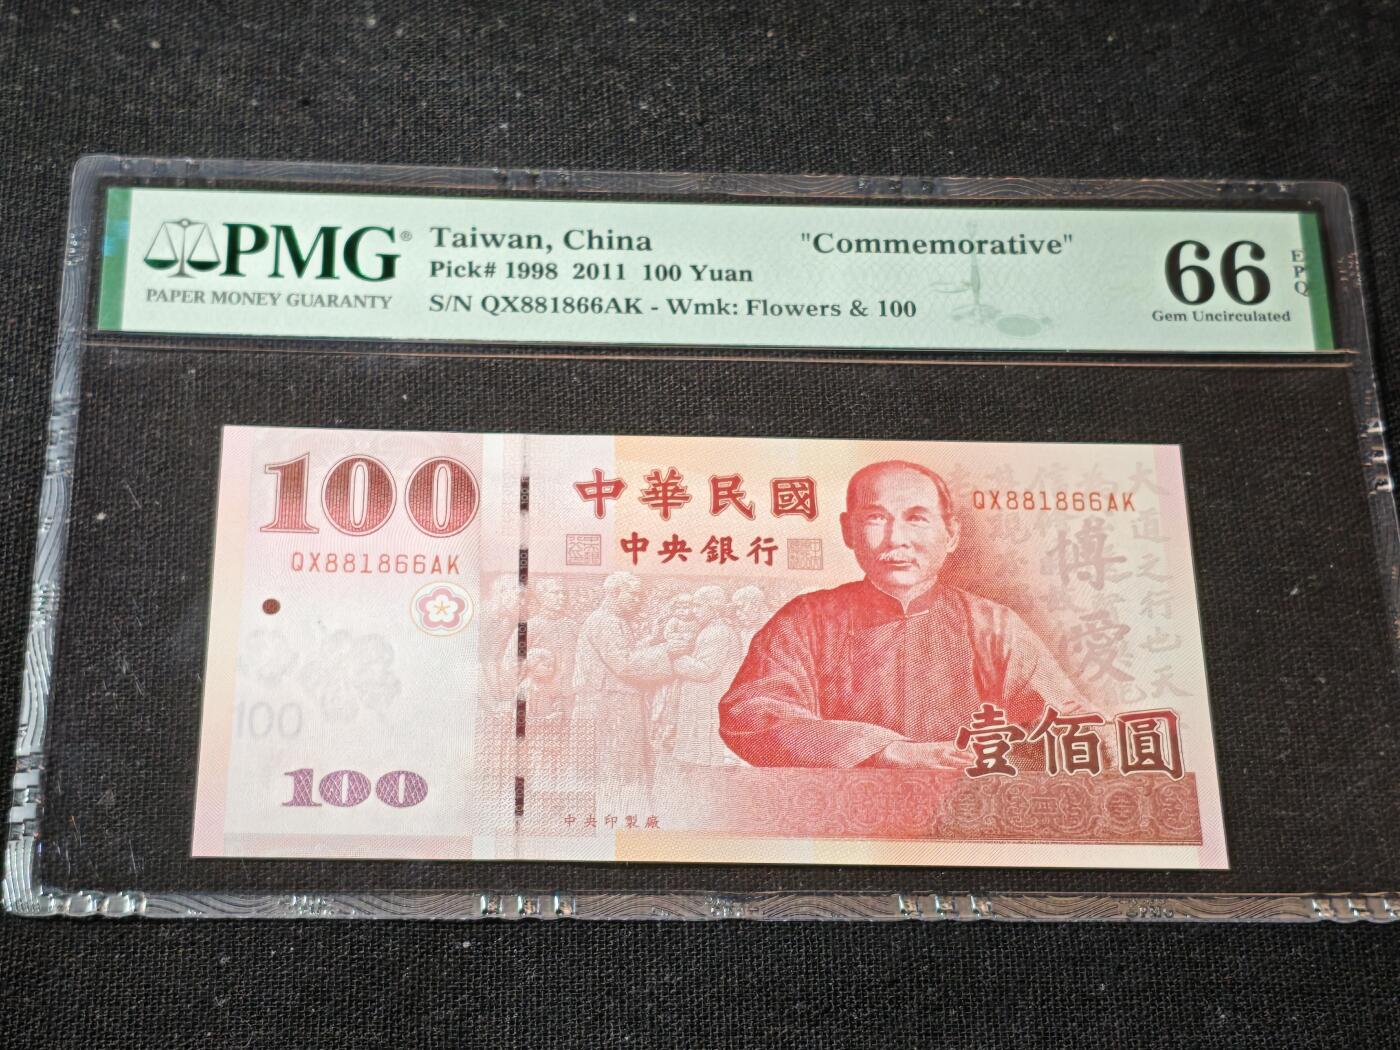 PMG®
PAPER MONEY GUARANTY
Taiwan, China "Commemorative"
Pick# 1998 2011 100 Yuan
S/N QX881866AK - Wmk: Flowers & 100
66
EPQ
Gem Uncirculated
100
中華民國
QX881866AK
中央銀行
QX881866AK
大道之行也天
博愛
100
壹佰圓
100
中央印製廠